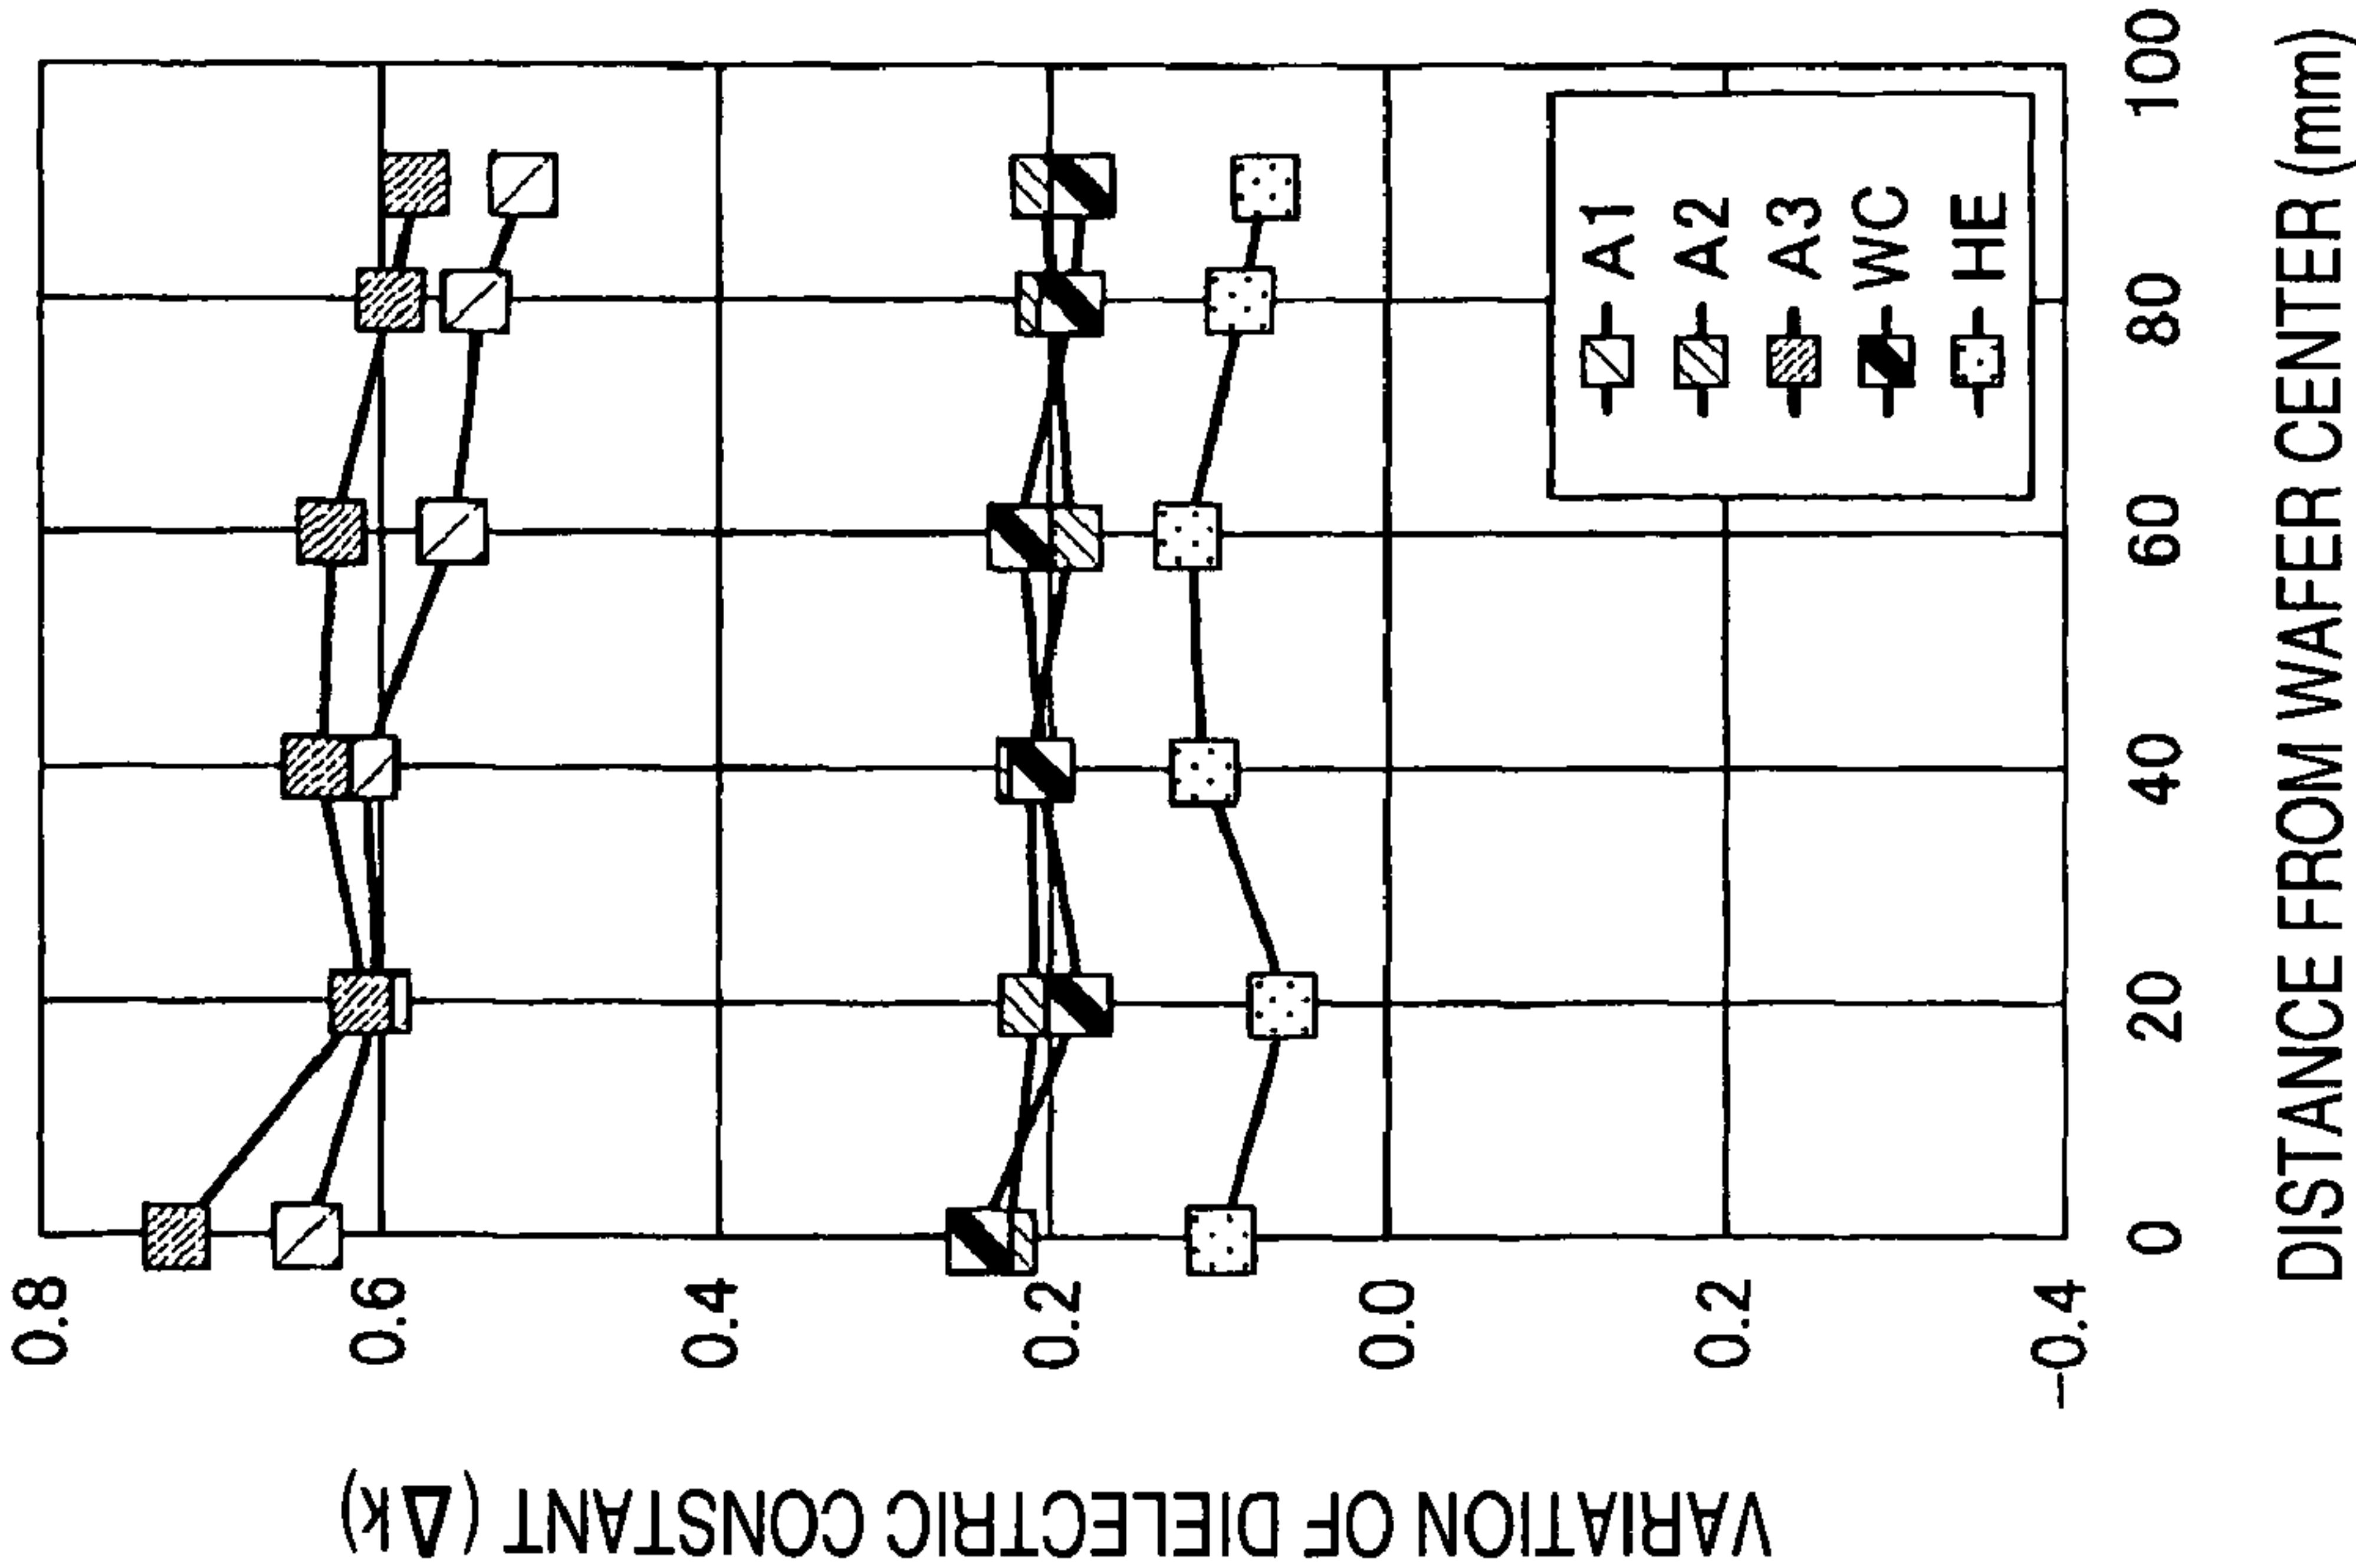 VARIATION OF DIELECTRIC CONSTANT (Δk)
0.8
0.6
0.4
0.2
0.0
0.2
−0.4
0 20 40 60 80 100
DISTANCE FROM WAFER CENTER (mm)
A1
A2
A3
WC
HE